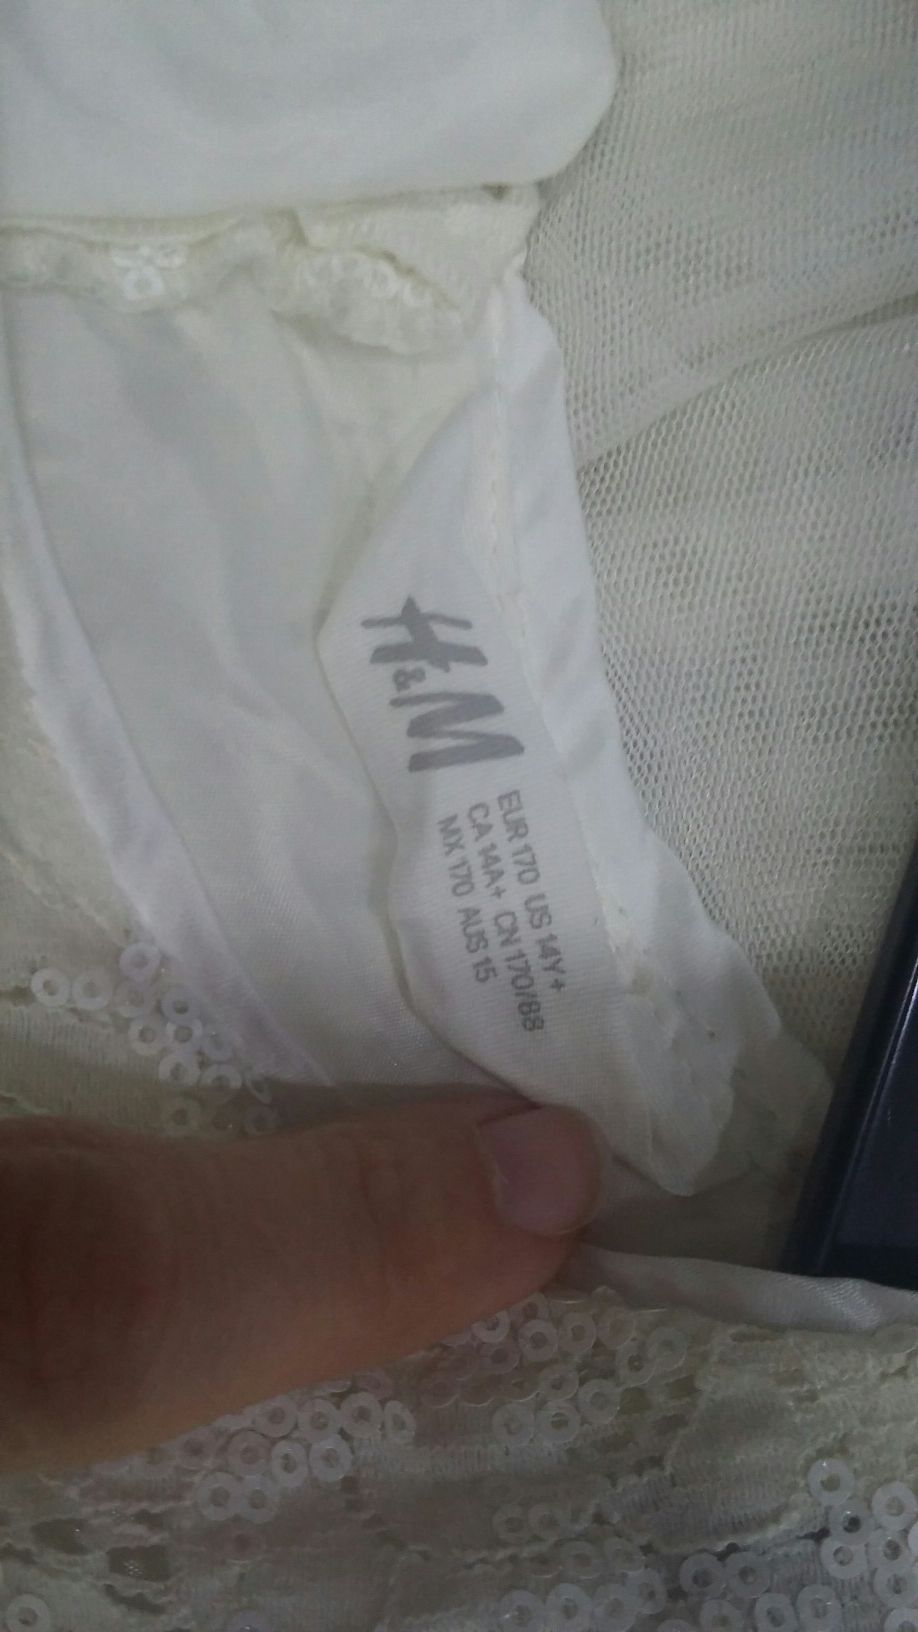 H&M
EUR 170 US 14Y+
CA 14A+ CN 170/88
MX 170 AUS 15